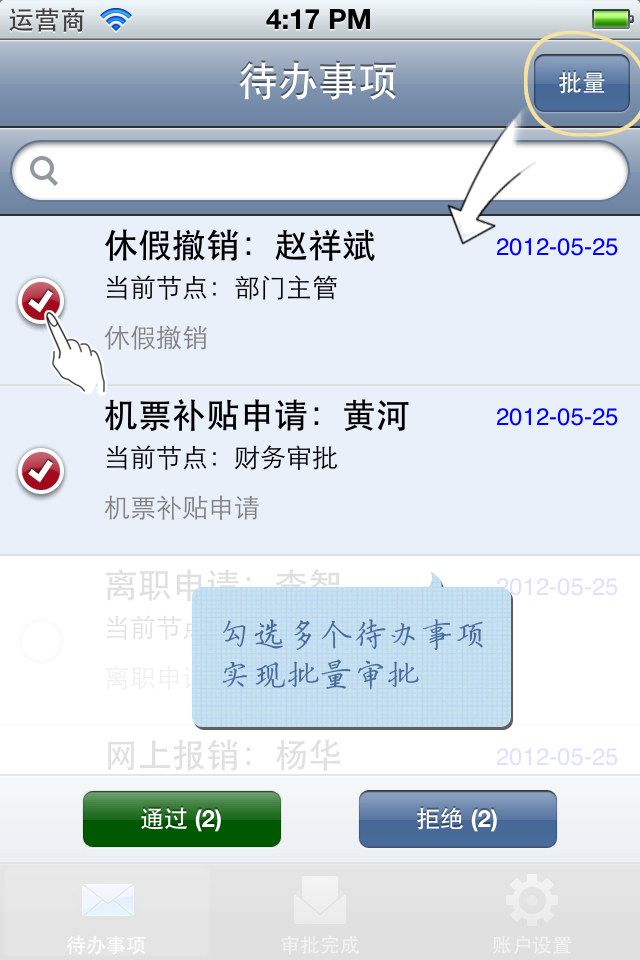 运营商 4:17 PM
待办事项
批量
休假撤销：赵祥斌
2012-05-25
当前节点：部门主管
休假撤销
机票补贴申请：黄河
2012-05-25
当前节点：财务审批
机票补贴申请
离职申请：李智
2012-05-25
当前节点
离职申请
勾选多个待办事项
实现批量审批
网上报销：杨华
2012-05-25
通过 (2)
拒绝 (2)
待办事项
审批完成
账户设置